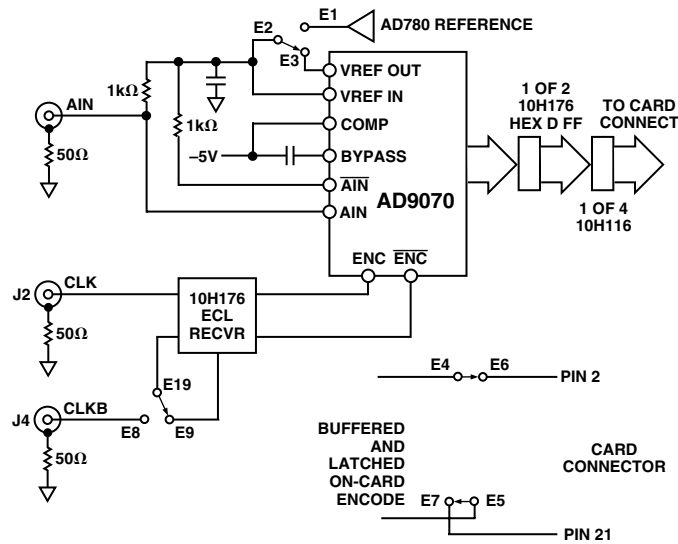 E1
AD780 REFERENCE
E2
E3
1kΩ
VREF OUT
VREF IN
AIN
1kΩ
COMP
–5V
BYPASS
50Ω
AIN
AIN
AD9070
1 OF 2
10H176
HEX D FF
TO CARD
CONNECT
1 OF 4
10H116
ENC
ENC
J2
CLK
10H176
ECL
RECVR
50Ω
E19
J4
CLKB
E8
E9
50Ω
E4
E6
PIN 2
BUFFERED
AND
LATCHED
ON-CARD
ENCODE
CARD
CONNECTOR
E7
E5
PIN 21